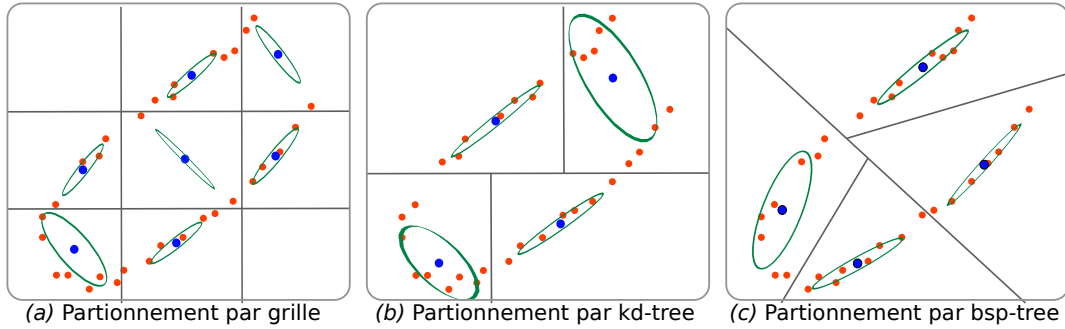 (a) Partionnement par grille
(b) Partionnement par kd-tree
(c) Partionnement par bsp-tree